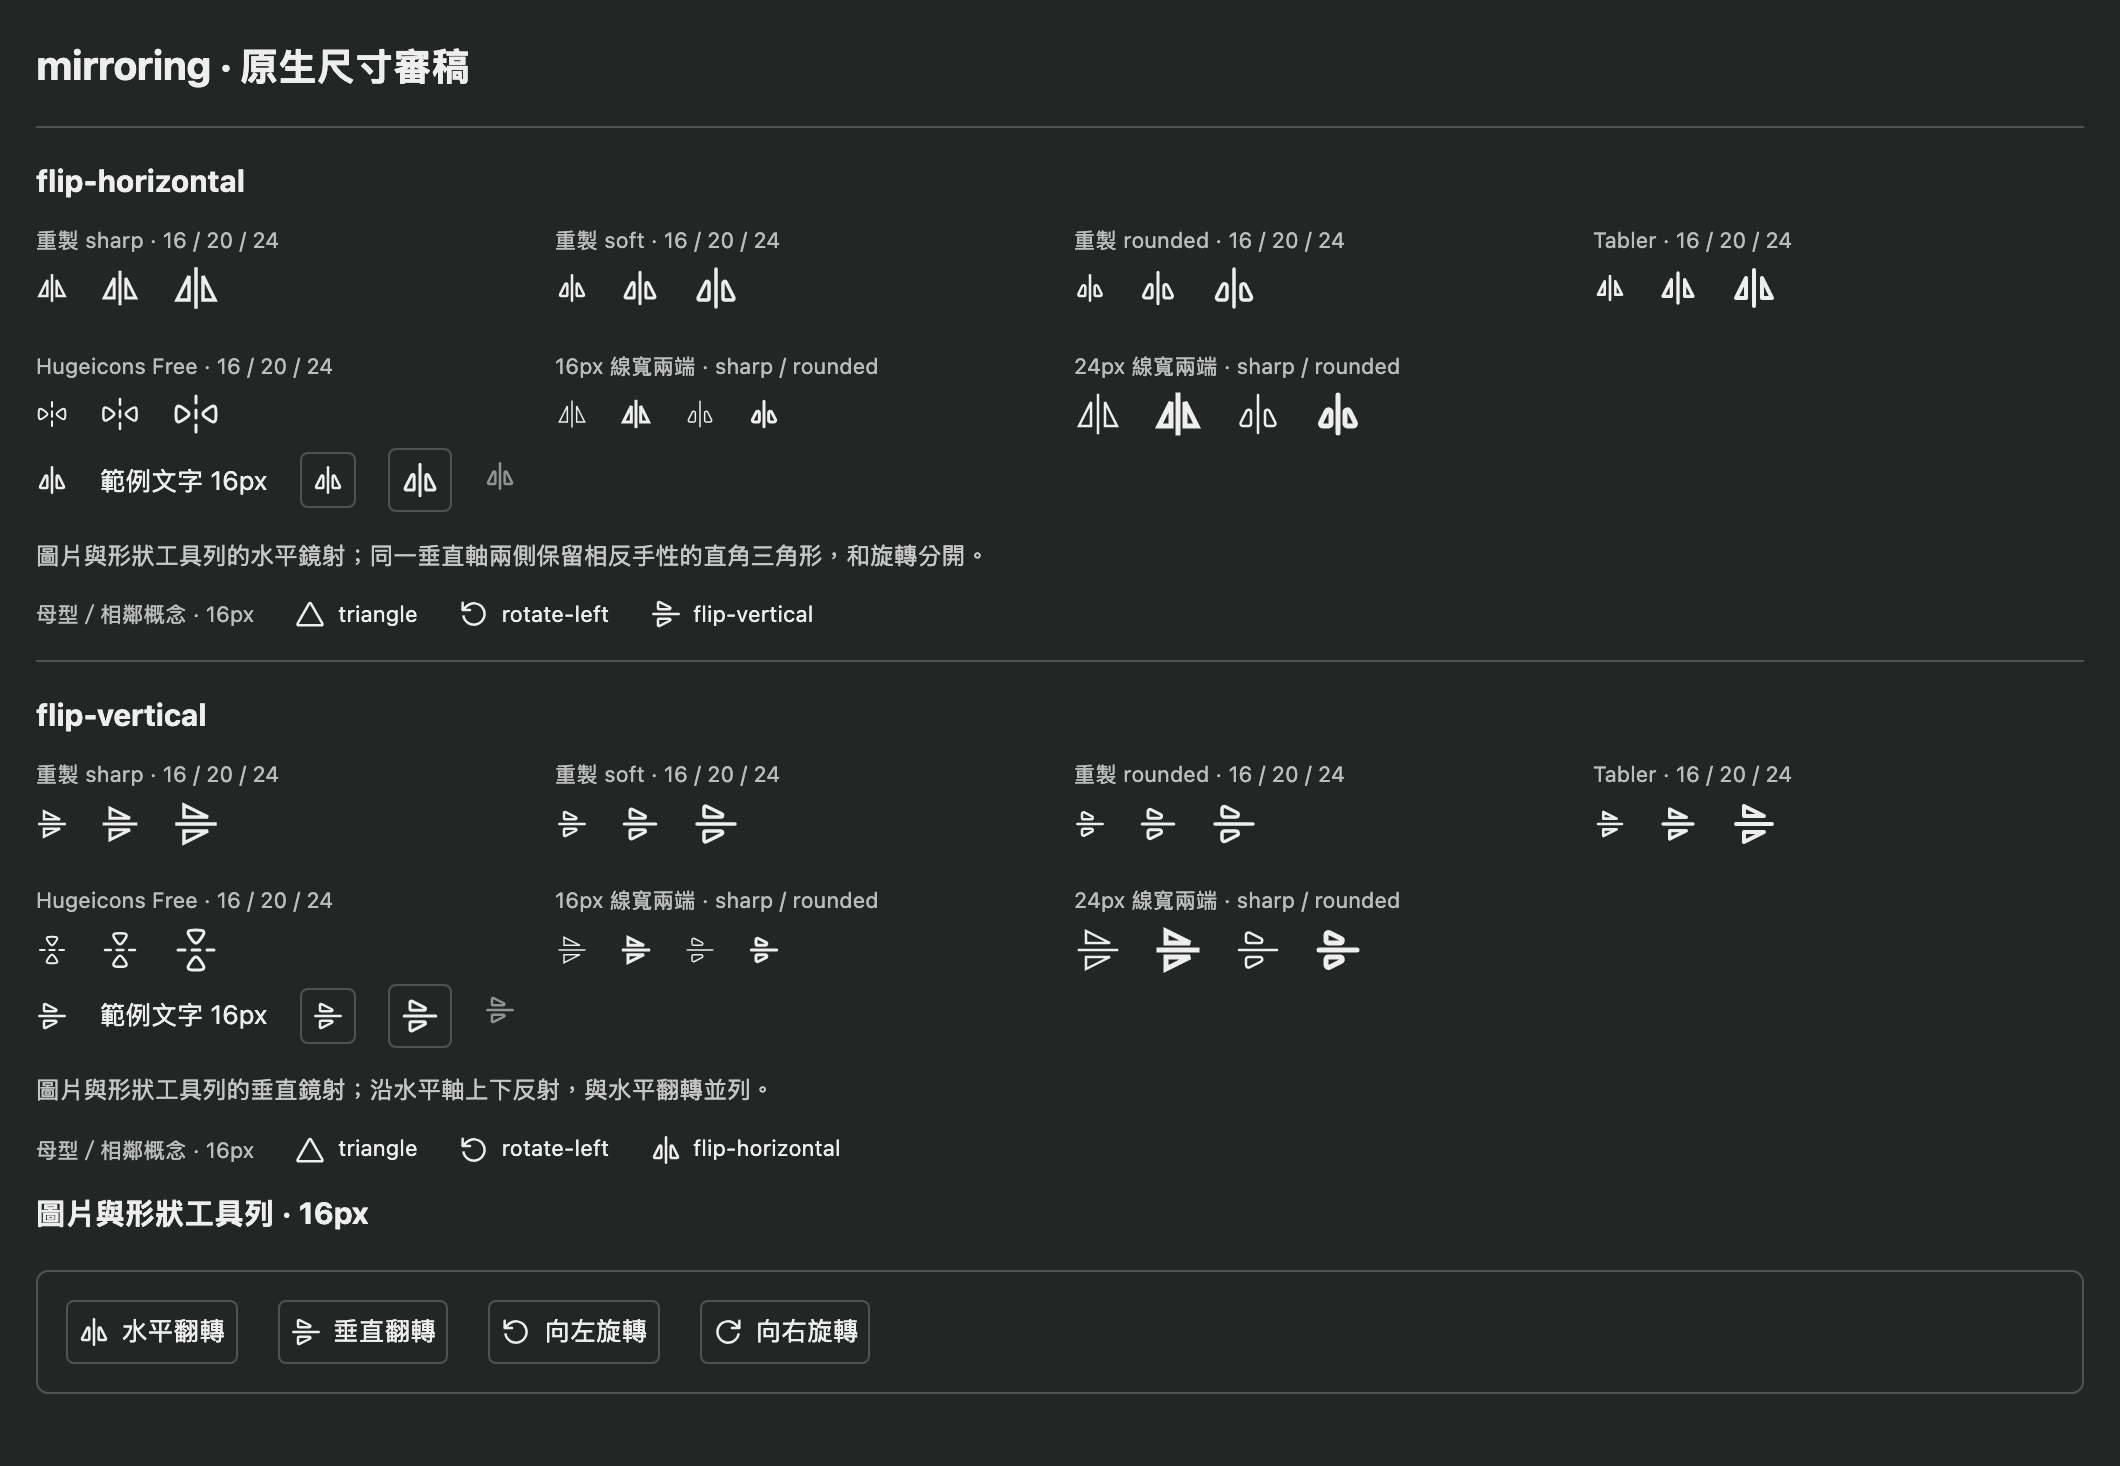 mirroring · 原生尺寸審稿
flip-horizontal
重製 sharp · 16 / 20 / 24
重製 soft · 16 / 20 / 24
重製 rounded · 16 / 20 / 24
Tabler · 16 / 20 / 24
Hugeicons Free · 16 / 20 / 24
16px 線寬兩端 · sharp / rounded
24px 線寬兩端 · sharp / rounded
範例文字 16px
圖片與形狀工具列的水平鏡射；同一垂直軸兩側保留相反手性的直角三角形，和旋轉分開。
母型 / 相鄰概念 · 16px triangle rotate-left flip-vertical
flip-vertical
重製 sharp · 16 / 20 / 24
重製 soft · 16 / 20 / 24
重製 rounded · 16 / 20 / 24
Tabler · 16 / 20 / 24
Hugeicons Free · 16 / 20 / 24
16px 線寬兩端 · sharp / rounded
24px 線寬兩端 · sharp / rounded
範例文字 16px
圖片與形狀工具列的垂直鏡射；沿水平軸上下反射，與水平翻轉並列。
母型 / 相鄰概念 · 16px triangle rotate-left flip-horizontal
圖片與形狀工具列 · 16px
水平翻轉 垂直翻轉 向左旋轉 向右旋轉